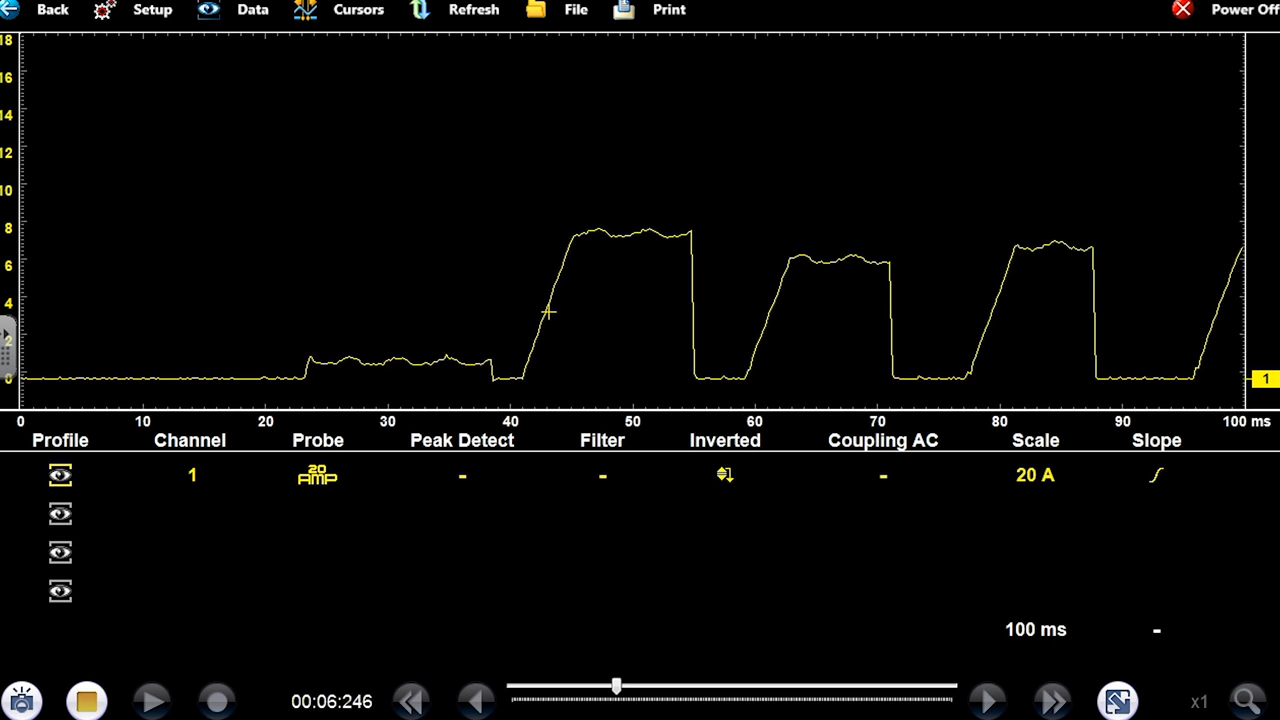 Back Setup Data Cursors Refresh File Print Power Off
18
16
14
12
10
8
6
4
2
0
1
0 10 20 30 40 50 60 70 80 90 100 ms
Profile Channel Probe Peak Detect Filter Inverted Coupling AC Scale Slope
1 20 AMP - - - 20 A
100 ms -
00:06:246 x1